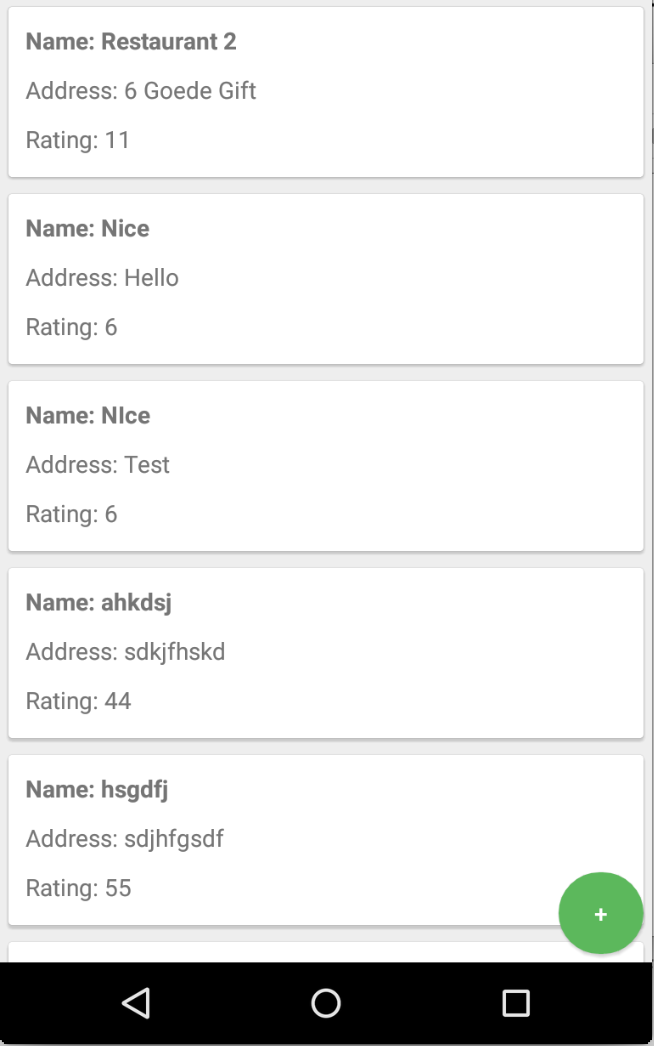 Name: Restaurant 2
Address: 6 Goede Gift
Rating: 11
Name: Nice
Address: Hello
Rating: 6
Name: NIce
Address: Test
Rating: 6
Name: ahkdsj
Address: sdkjfhskd
Rating: 44
Name: hsgdfj
Address: sdjhfgsdf
Rating: 55
+